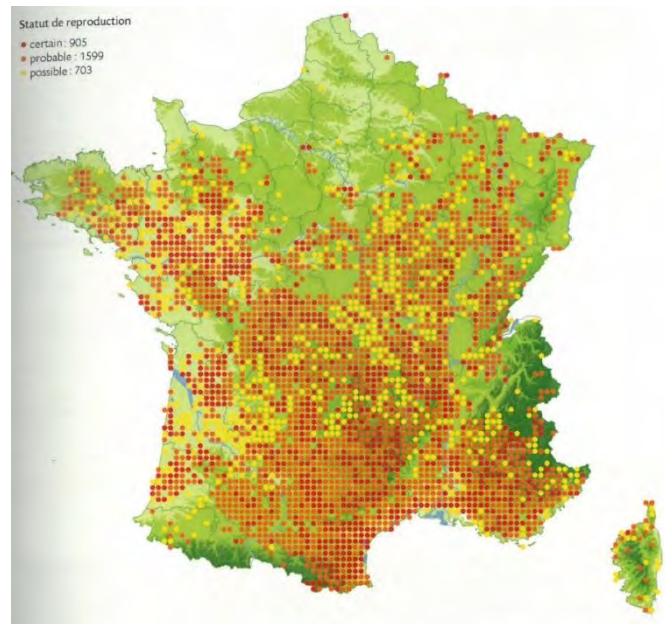 Statut de reproduction
certain : 905
probable : 1599
possible : 703